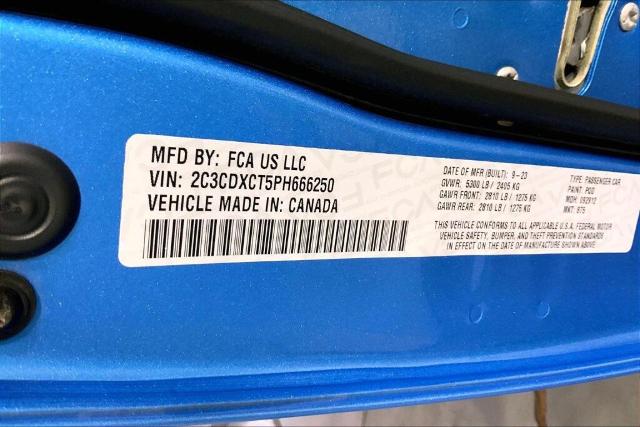 MFD BY: FCA US LLC
VIN: 2C3CDXCT5PH666250
VEHICLE MADE IN: CANADA
DATE OF MFR (BUILT): 9-23
GVWR: 5300 LB / 2405 KG
GAWR FRONT: 2810 LB / 1275 KG
GAWR REAR: 2810 LB / 1275 KG
TYPE: PASSENGER CAR
PAINT: PQD
MDH: 092912
MKT: B75
THIS VEHICLE CONFORMS TO ALL APPLICABLE U.S.A. FEDERAL MOTOR
VEHICLE SAFETY, BUMPER, AND THEFT PREVENTION STANDARDS
IN EFFECT ON THE DATE OF MANUFACTURE SHOWN ABOVE